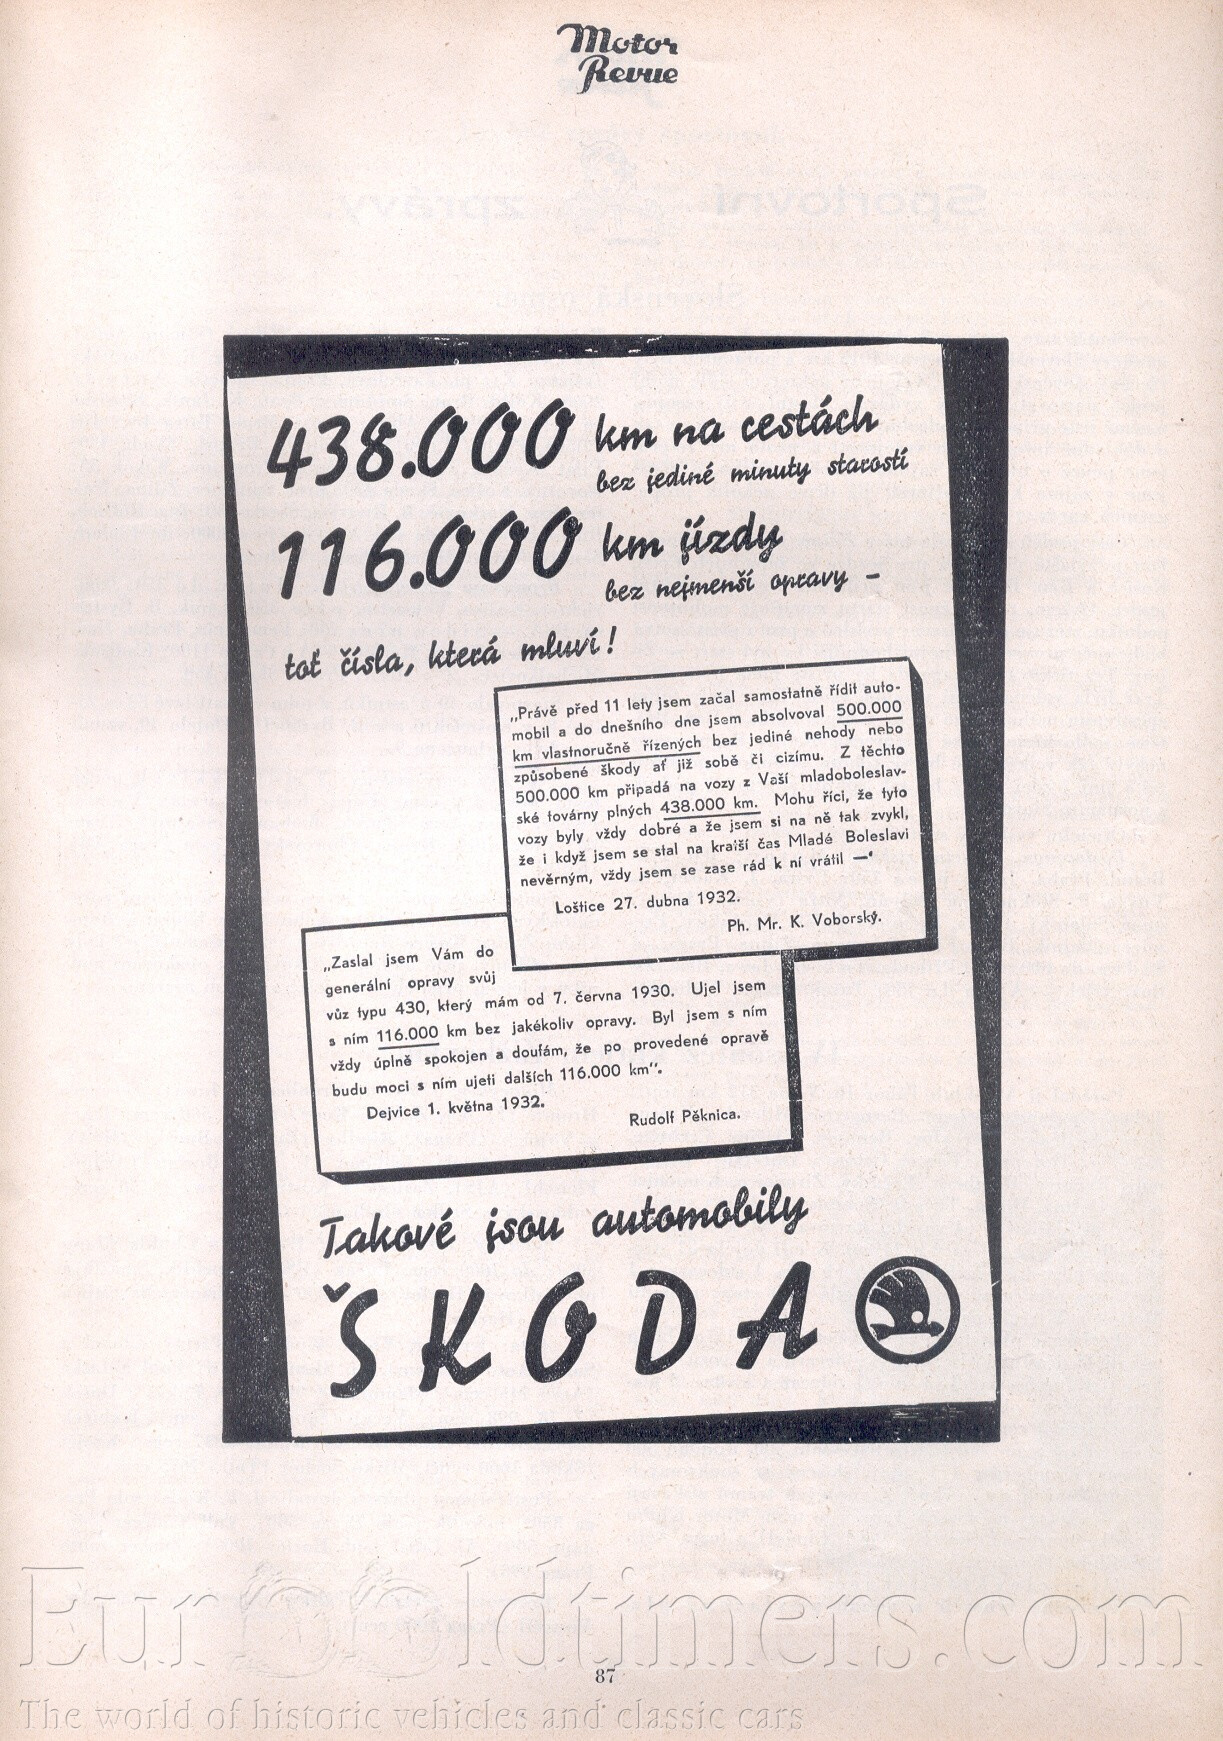 Motor
Revue
438.000 km na cestách
bez jediné minuty starostí
116.000 km jízdy
bez nejmenší opravy –
toť čísla, která mluví!
„Právě před 11 lety jsem začal samostatně řídit auto-
mobil a do dnešního dne jsem absolvoval 500.000
km vlastnoručně řízených bez jediné nehody nebo
způsobené škody ať již sobě či cizímu. Z těchto
500.000 km připadá na vozy z Vaší mladoboleslav-
ské továrny plných 438.000 km. Mohu říci, že tyto
vozy byly vždy dobré a že jsem si na ně tak zvykl,
že i když jsem se stal na kraiší čas Mladé Boleslavi
nevěrným, vždy jsem se zase rád k ní vrátil —"
Loštice 27. dubna 1932.
Ph. Mr. K. Voborský.
„Zaslal jsem Vám do
generální opravy svůj
vůz typu 430, který mám od 7. června 1930. Ujel jsem
s ním 116.000 km bez jakékoliv opravy. Byl jsem s ním
vždy úplně spokojen a doufám, že po provedené opravě
budu moci s ním ujeti dalších 116.000 km".
Dejvice 1. května 1932.
Rudolf Pěknica.
Takové jsou automobily
ŠKODA
EurOOldtimers.com
87
The world of historic vehicles and classic cars